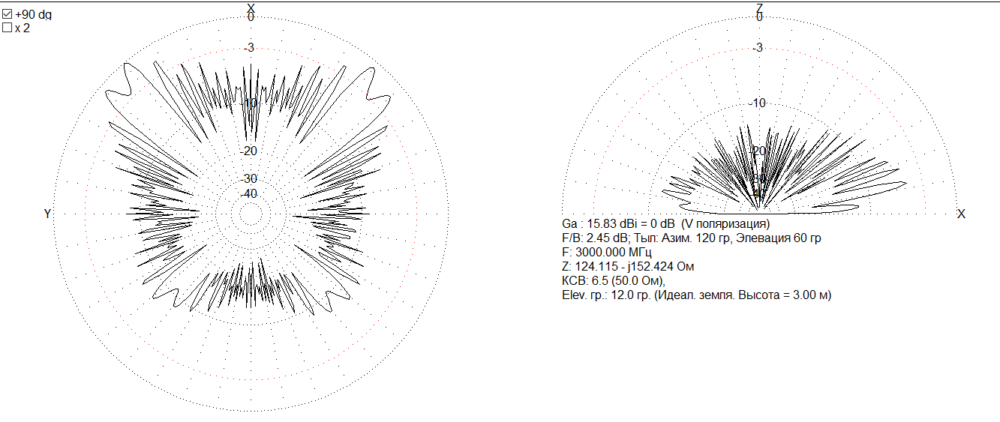 +90 dg
x 2
X
0
-3
-10
-20
-30
-40
Y
Z
0
-3
-10
-20
-30
-40
X
Ga : 15.83 dBi = 0 dB (V поляризация)
F/B: 2.45 dB; Тыл: Азим. 120 гр, Элевация 60 гр
F: 3000.000 МГц
Z: 124.115 - j152.424 Ом
КСВ: 6.5 (50.0 Ом),
Elev. гр.: 12.0 гр. (Идеал. земля. Высота = 3.00 м)